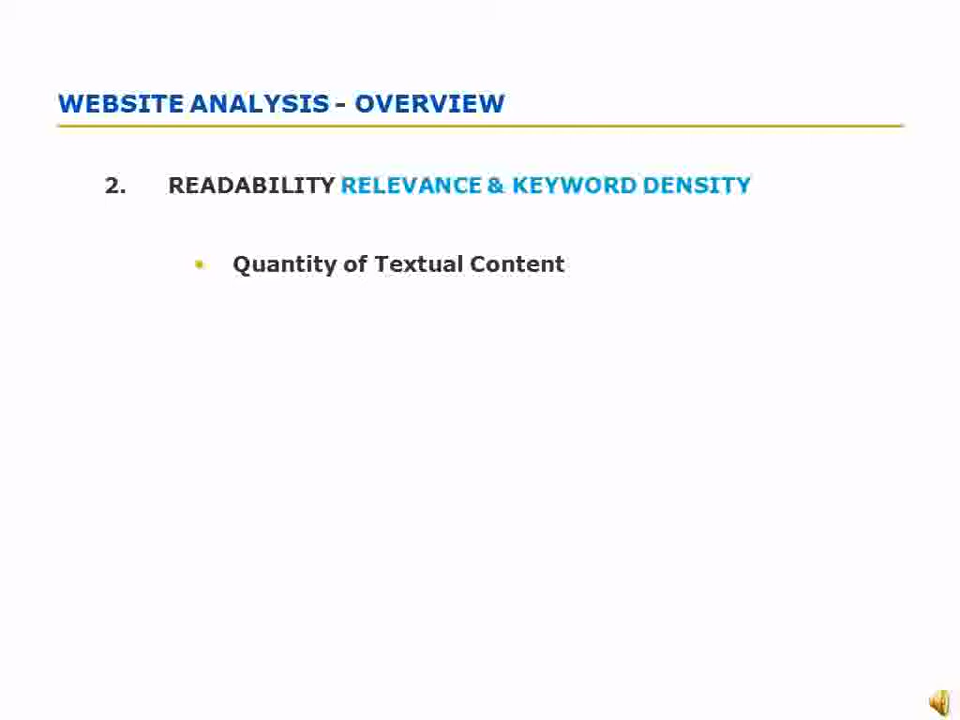 WEBSITE ANALYSIS - OVERVIEW
2. READABILITY RELEVANCE & KEYWORD DENSITY
• Quantity of Textual Content